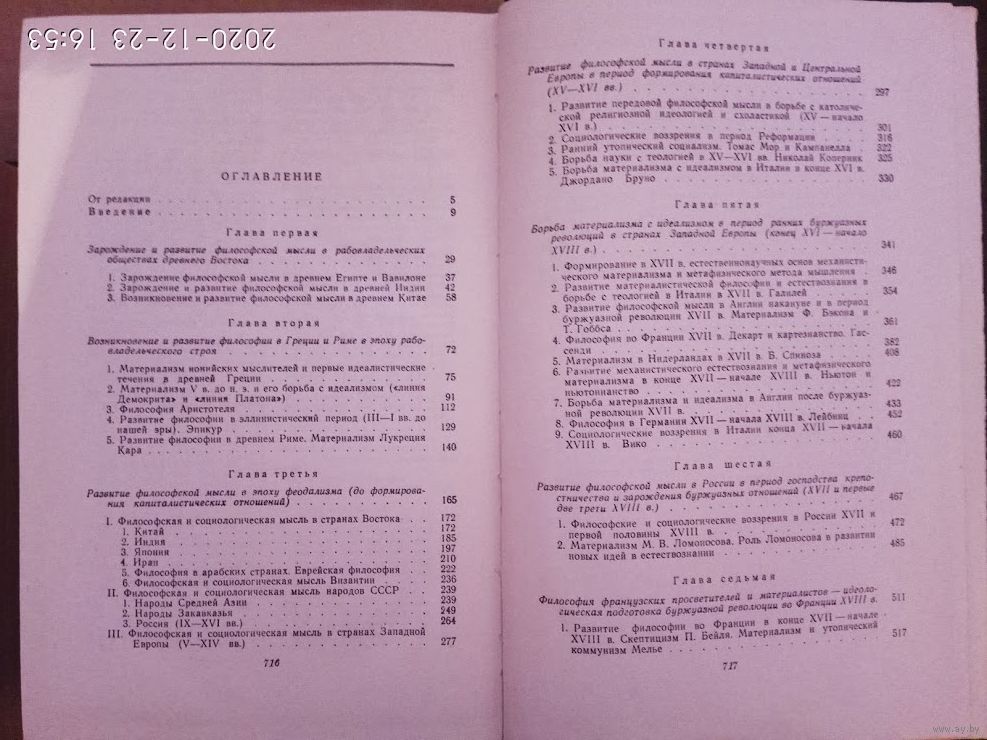 2020-12-23 16:53
ОГЛАВЛЕНИЕ
От редакции . . . 5
Введение . . . 9
Глава первая
Зарождение и развитие философской мысли в рабовладельческих
обществах древнего Востока . . . 29
1. Зарождение философской мысли в древнем Египте и Вавилоне 37
2. Зарождение и развитие философской мысли в древней Индии 42
3. Возникновение и развитие философской мысли в древнем Китае 58
Глава вторая
Возникновение и развитие философии в Греции и Риме в эпоху рабо-
владельческого строя . . . 72
1. Материализм ионийских мыслителей и первые идеалистические
течения в древней Греции . . . 75
2. Материализм V в. до н. э. и его борьба с идеализмом («линия
Демокрита» и «линия Платона») . . . 91
3. Философия Аристотеля . . . 112
4. Развитие философии в эллинистический период (III—I вв. до
нашей эры). Эпикур . . . 129
5. Развитие философии в древнем Риме. Материализм Лукреция
Кара . . . 140
Глава третья
Развитие философской мысли в эпоху феодализма (до формирова-
ния капиталистических отношений) . . . 165
I. Философская и социологическая мысль в странах Востока . . . 172
1. Китай . . . 172
2. Индия . . . 185
3. Япония . . . 197
4. Иран . . . 210
5. Философия в арабских странах. Еврейская философия . . . 222
6. Философская и социологическая мысль Византии . . . 236
II. Философская и социологическая мысль народов СССР . . . 239
1. Народы Средней Азии . . . 239
2. Народы Закавказья . . . 249
3. Россия (IX—XVI вв.) . . . 264
III. Философская и социологическая мысль в странах Западной
Европы (V—XIV вв.) . . . 277
716
Глава четвертая
Развитие философской мысли в странах Западной и Центральной
Европы в период формирования капиталистических отношений
(XV—XVI вв.) . . . 297
1. Развитие передовой философской мысли в борьбе с католиче-
ской религиозной идеологией и схоластикой (XV — начало
XVI в.) . . . 301
2. Социологические воззрения в период Реформации . . . 316
3. Ранний утопический социализм. Томас Мор и Кампанелла . 322
4. Борьба науки с теологией в XV—XVI вв. Николай Коперник 325
5. Борьба материализма с идеализмом в Италии в конце XVI в.
Джордано Бруно . . . 330
Глава пятая
Борьба материализма с идеализмом в период ранних буржуазных
революций в странах Западной Европы (конец XVI — начало
XVIII в.) . . . 341
1. Формирование в XVII в. естественнонаучных основ механисти-
ческого материализма и метафизического метода мышления . 346
2. Развитие материалистической философии и естествознания в
борьбе с теологией в Италии в XVII в. Галилей . . . 354
3. Развитие философской мысли в Англии накануне и в период
буржуазной революции XVII в. Материализм Ф. Бэкона и
Т. Гоббса . . . 361
4. Философия во Франции XVII в. Декарт и картезианство. Гас-
сенди . . . 382
5. Материализм в Нидерландах в XVII в. Б. Спиноза . . . 408
6. Развитие механистического естествознания и метафизического
материализма в конце XVII — начале XVIII в. Ньютон и
ньютонианство . . . 422
7. Борьба материализма и идеализма в Англии после буржуаз-
ной революции XVII в. . . . 433
8. Философия в Германии XVII — начала XVIII в. Лейбниц . . 452
9. Социологические воззрения в Италии конца XVII — начала
XVIII в. Вико . . . 460
Глава шестая
Развитие философской мысли в России в период господства крепо-
стничества и зарождения буржуазных отношений (XVII и первые
две трети XVIII в.) . . . 467
1. Философские и социологические воззрения в России XVII и
первой половины XVIII в. . . . 472
2. Материализм М. В. Ломоносова. Роль Ломоносова в развитии
новых идей в естествознании . . . 485
Глава седьмая
Философия французских просветителей и материалистов — идеоло-
гическая подготовка буржуазной революции во Франции XVIII в. 511
1. Развитие философии во Франции в конце XVII — начале
XVIII в. Скептицизм П. Бейля. Материализм и утопический
коммунизм Мелье . . . 517
717
www.ay.by